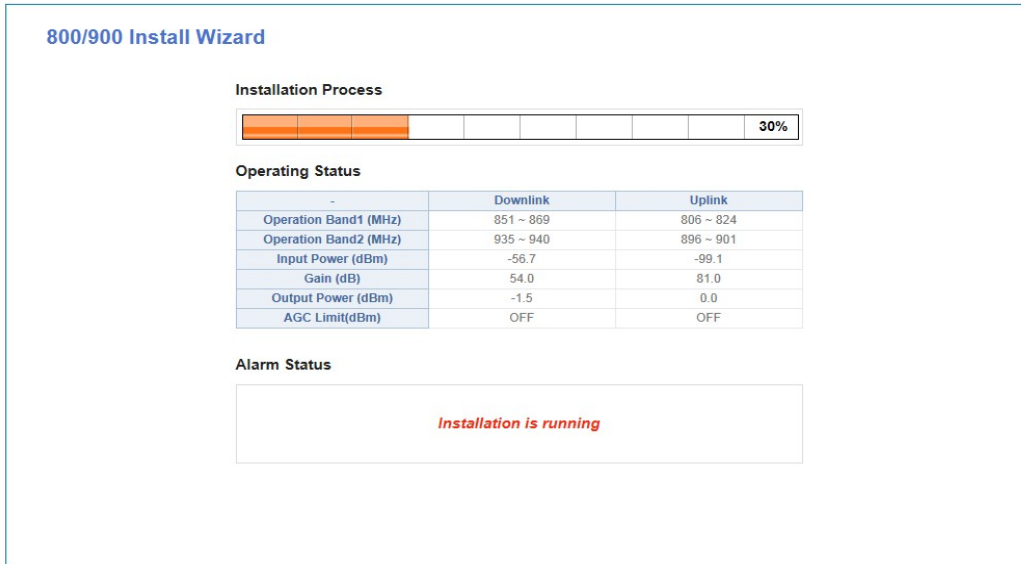 800/900 Install Wizard
Installation Process
30%
Operating Status
- Downlink Uplink
Operation Band1 (MHz) 851 ~ 869 806 ~ 824
Operation Band2 (MHz) 935 ~ 940 896 ~ 901
Input Power (dBm) -56.7 -99.1
Gain (dB) 54.0 81.0
Output Power (dBm) -1.5 0.0
AGC Limit(dBm) OFF OFF
Alarm Status
Installation is running